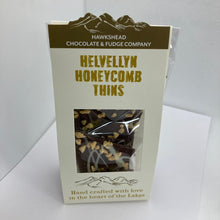 HAWKSHEAD
CHOCOLATE & FUDGE COMPANY
HELVELLYN
HONEYCOMB
THINS
Hand crafted with love in
the heart of the Lakes